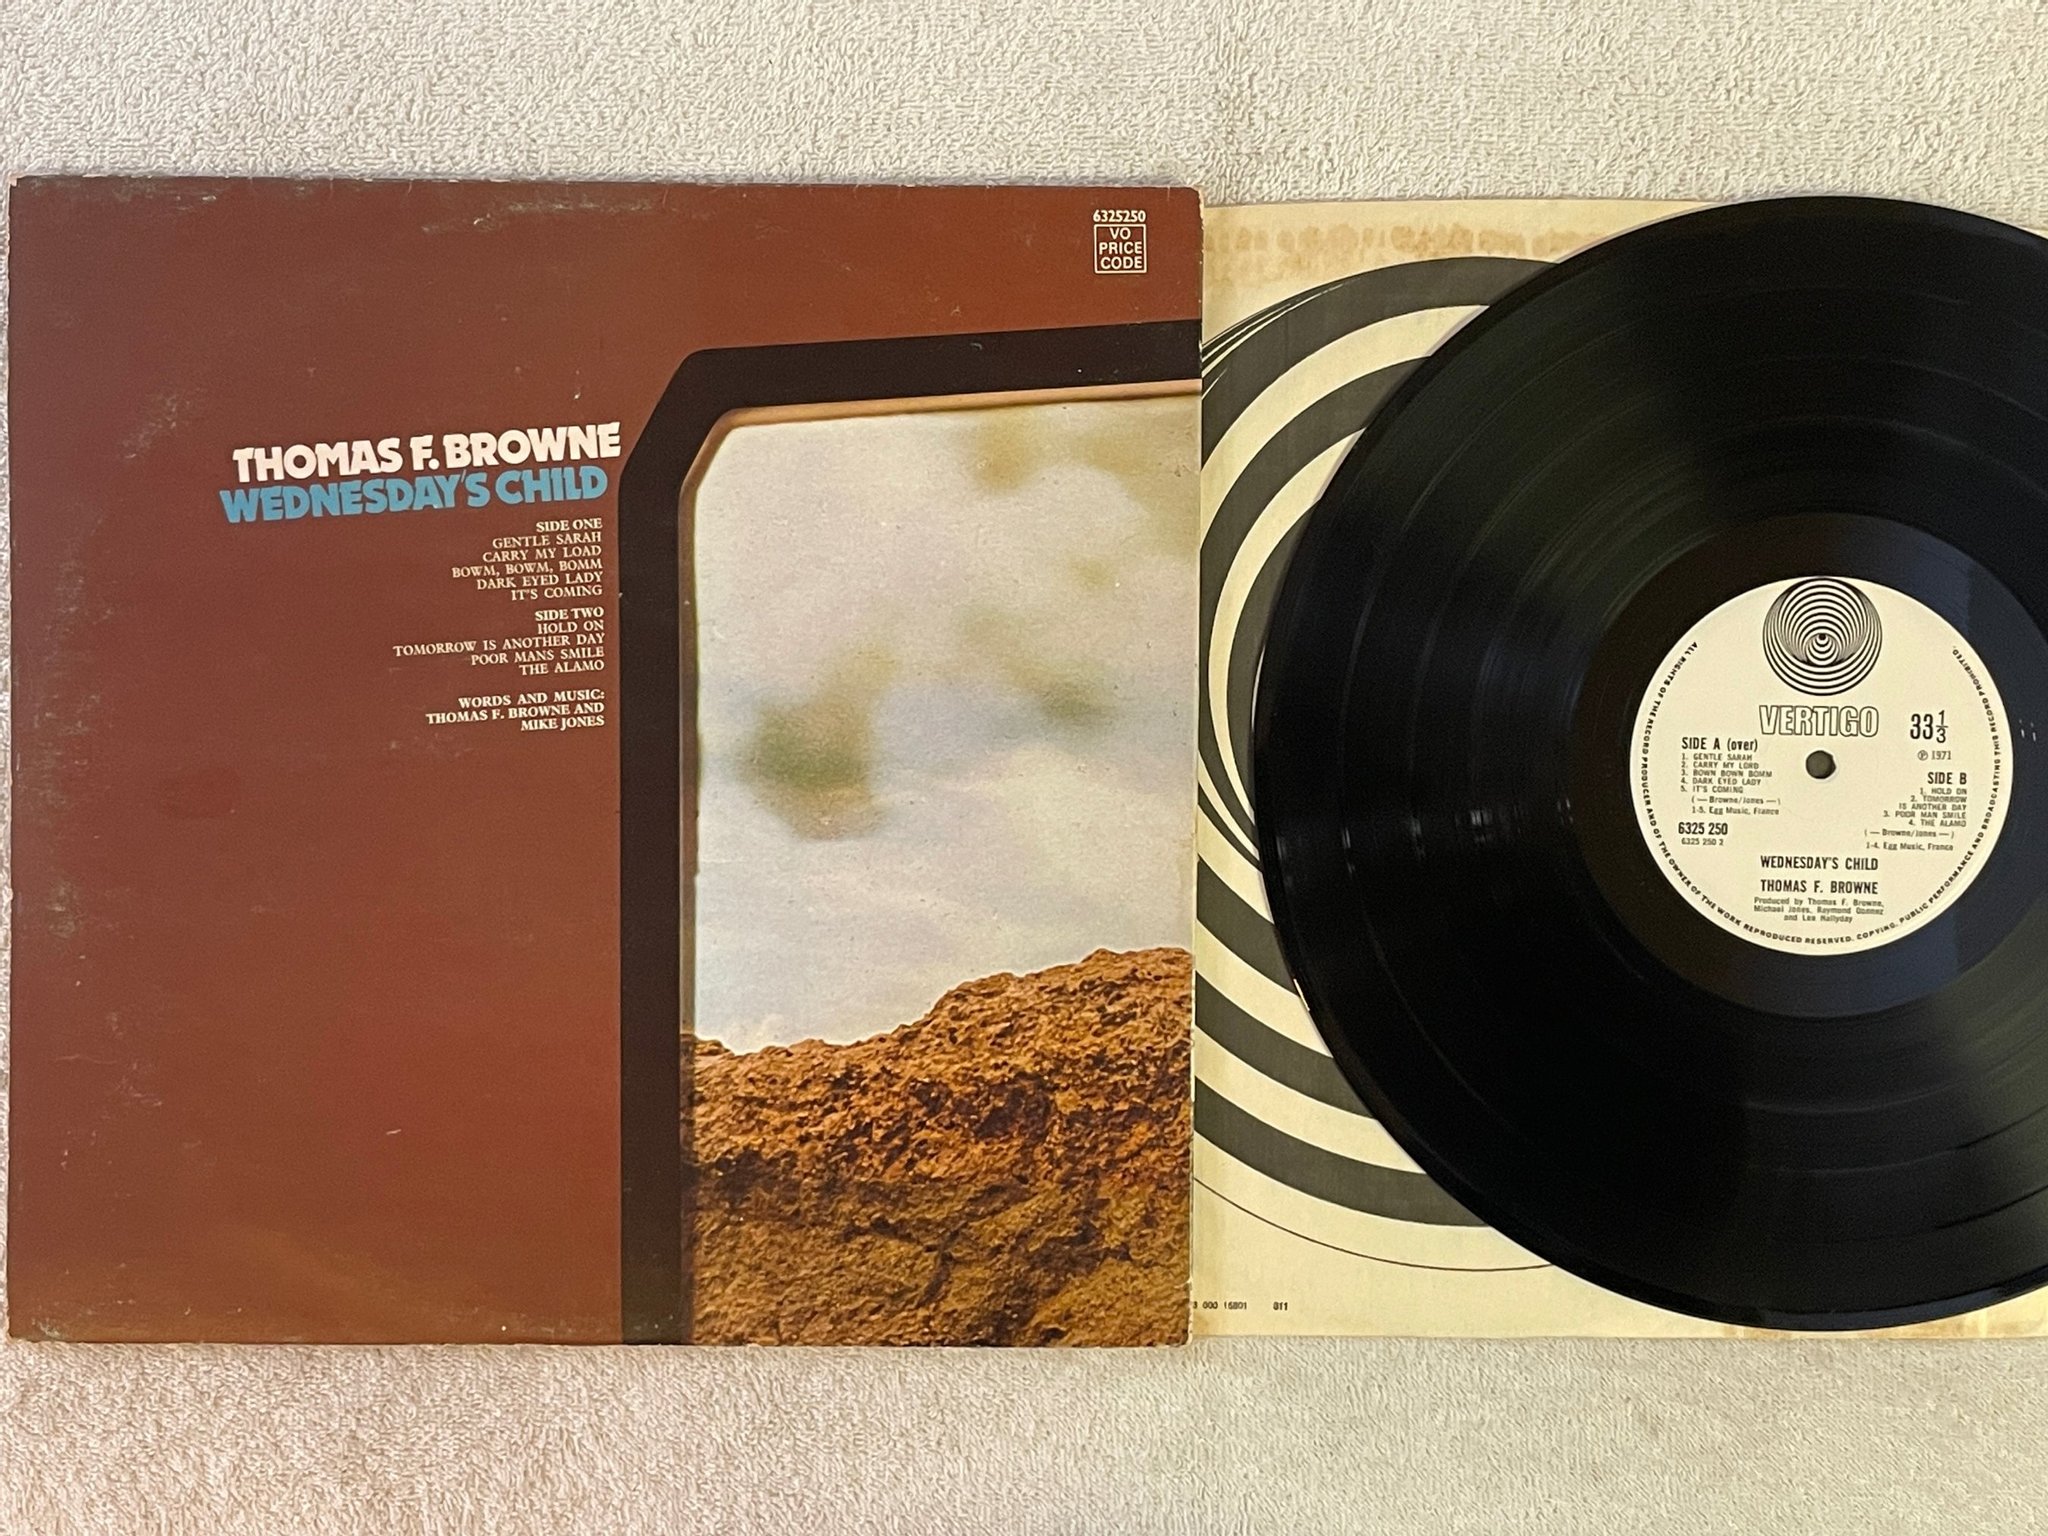 6325250
VO
PRICE
CODE
THOMAS F. BROWNE
WEDNESDAY'S CHILD
SIDE ONE
GENTLE SARAH
CARRY MY LOAD
BOWM, BOWM, BOMM
DARK EYED LADY
IT'S COMING
SIDE TWO
HOLD ON
TOMORROW IS ANOTHER DAY
POOR MANS SMILE
THE ALAMO
WORDS AND MUSIC:
THOMAS F. BROWNE AND
MIKE JONES
000 15801 811
ALL RIGHTS OF THE RECORD PRODUCER AND OF THE OWNER OF THE WORK REPRODUCED RESERVED. COPYING, PUBLIC PERFORMANCE AND BROADCASTING THIS RECORD PROHIBITED.
VERTIGO
33 1/3
℗ 1971
SIDE A (over)
1. GENTLE SARAH
2. CARRY MY LORD
3. BOWN BOWN BOMM
4. DARK EYED LADY
5. IT'S COMING
(— Browne/Jones —)
1-5. Egg Music, France
6325 250
6325 250 2
SIDE B
1. HOLD ON
2. TOMORROW
IS ANOTHER DAY
3. POOR MAN SMILE
4. THE ALAMO
(— Browne/Jones —)
1-4. Egg Music, France
WEDNESDAY'S CHILD
THOMAS F. BROWNE
Produced by Thomas F. Browne,
Michael Jones, Raymond Donnez
and Lee Hallyday